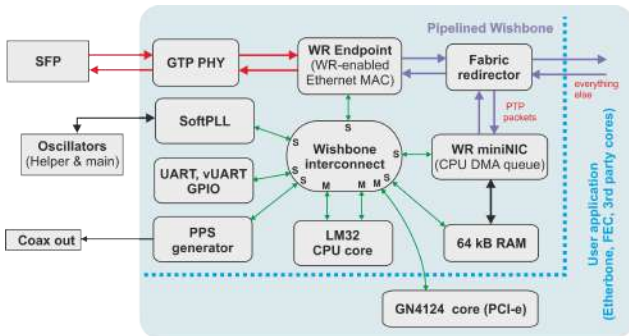 Pipelined Wishbone
SFP
GTP PHY
WR Endpoint
(WR-enabled
Ethernet MAC)
Fabric
redirector
everything
else
PTP
packets
SoftPLL
Oscillators
(Helper & main)
S
S
Wishbone
interconnect
S
WR miniNIC
(CPU DMA queue)
UART, vUART
GPIO
S
S
M
M
M
S
PPS
generator
Coax out
LM32
CPU core
64 kB RAM
GN4124 core (PCI-e)
User application
(Etherbone, FEC, 3rd party cores)